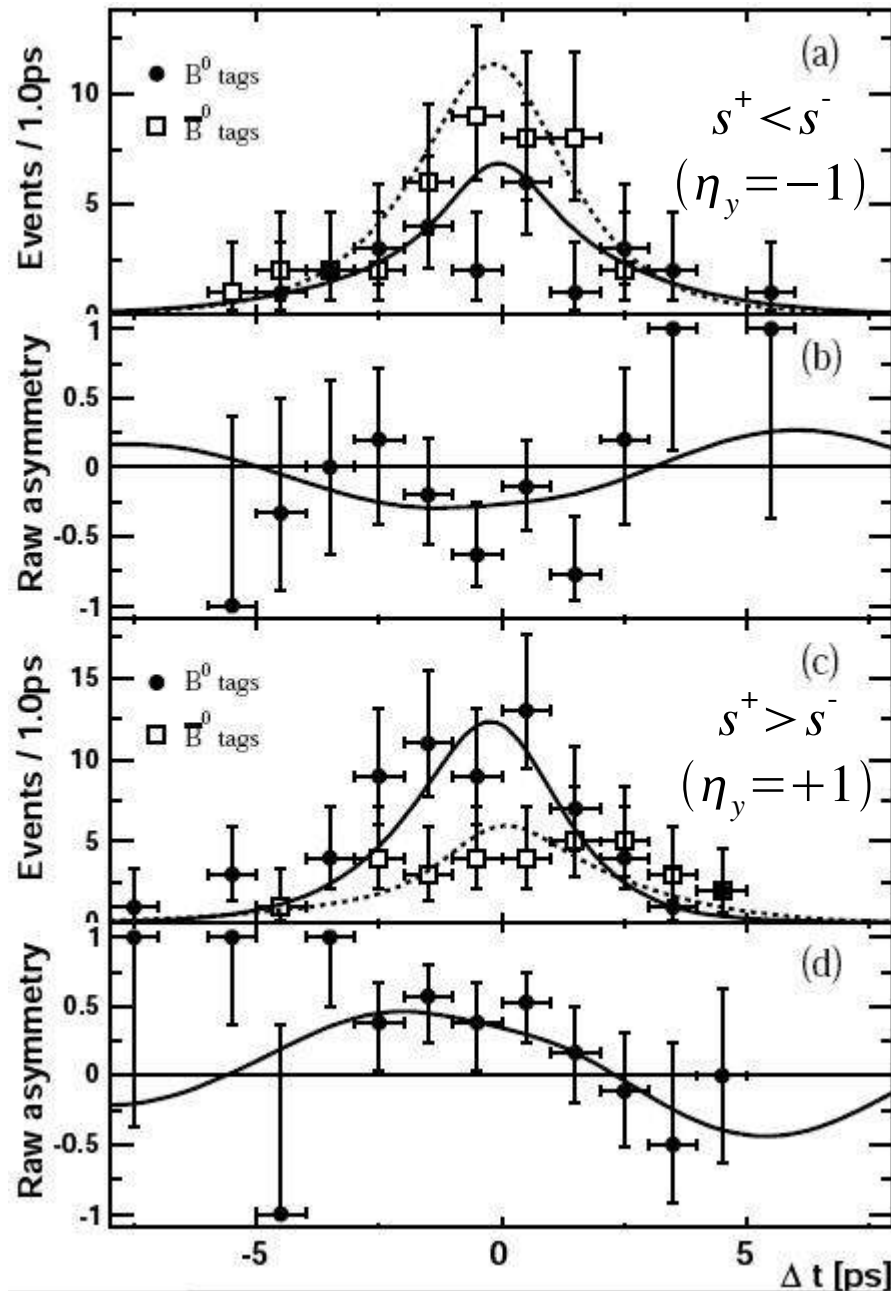 (a)
B⁰ tags
B̅⁰ tags
s⁺ < s⁻
(η_y = −1)
Events / 1.0ps
10
5
0
(b)
Raw asymmetry
1
0.5
0
-0.5
-1
(c)
B⁰ tags
B̅⁰ tags
s⁺ > s⁻
(η_y = +1)
Events / 1.0ps
15
10
5
0
(d)
Raw asymmetry
1
0.5
0
-0.5
-1
-5 0 5
Δ t [ps]